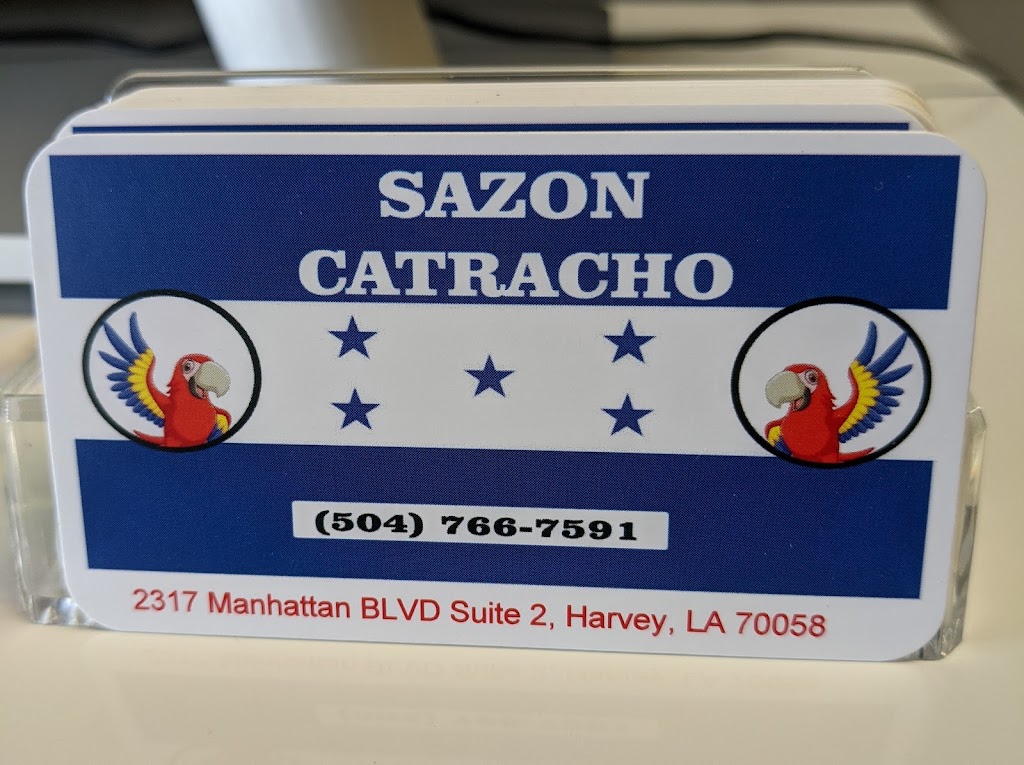 SAZON
CATRACHO
(504) 766-7591
2317 Manhattan BLVD Suite 2, Harvey, LA 70058